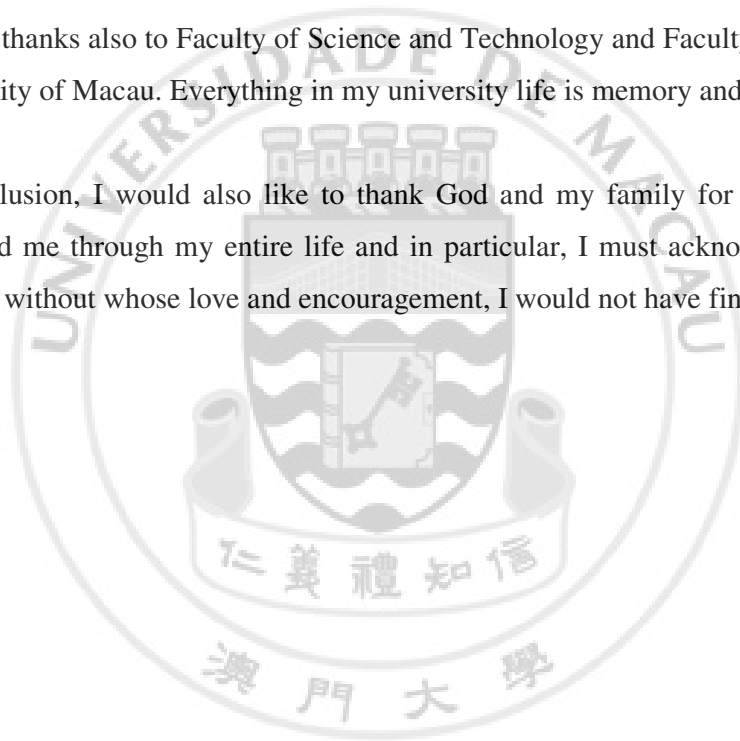 thanks also to Faculty of Science and Technology and Faculty
ity of Macau. Everything in my university life is memory and
lusion, I would also like to thank God and my family for
d me through my entire life and in particular, I must ackno
without whose love and encouragement, I would not have fin
UNIVERSIDADE DE MACAU
仁義禮知信
澳門大學